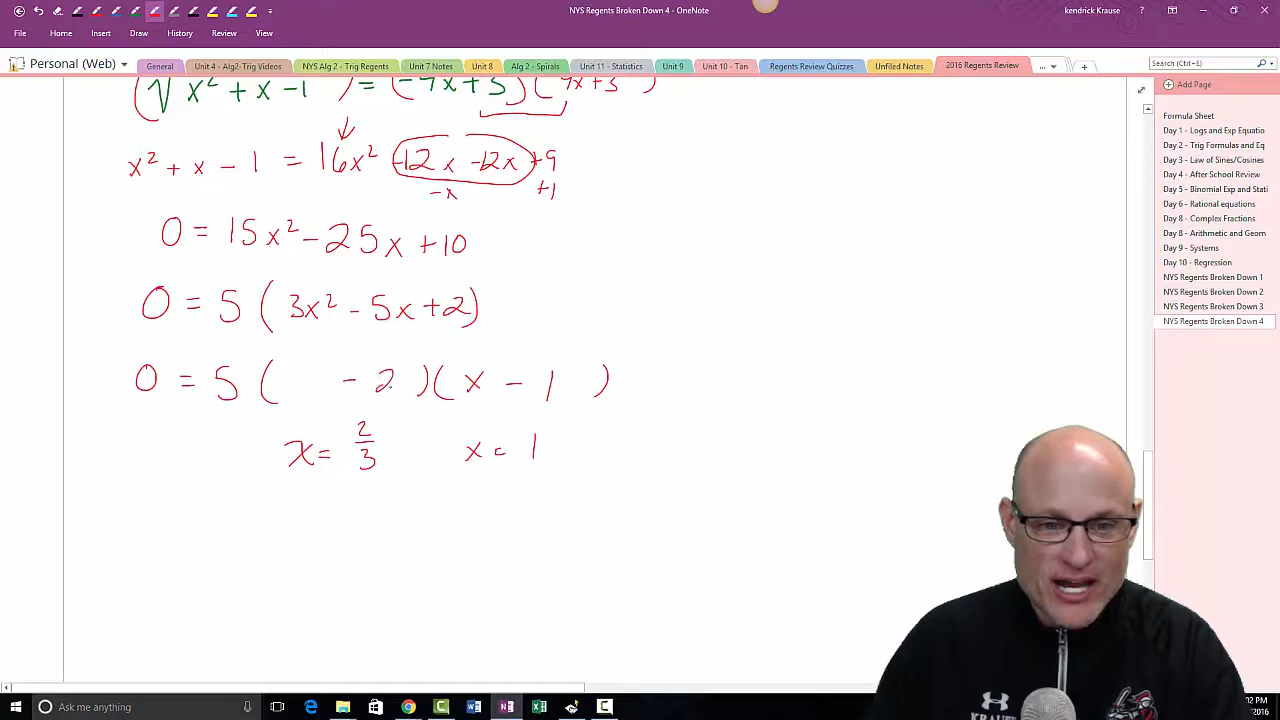 NYS Regents Broken Down 4 - OneNote
kendrick Krause
?
File Home Insert Draw History Review View
Personal (Web)
General
Unit 4 - Alg2-Trig Videos
NYS Alg 2 - Trig Regents
Unit 7 Notes
Unit 8
Alg 2 - Spirals
Unit 11 - Statistics
Unit 9
Unit 10 - Tan
Regents Review Quizzes
Unfiled Notes
2016 Regents Review
...
+
Search (Ctrl+E)
Add Page
Formula Sheet
Day 1 - Logs and Exp Equatio
Day 2 - Trig Formulas and Eq
Day 3 - Law of Sines/Cosines
Day 4 - After School Review
Day 5 - Binomial Exp and Stati
Day 6 - Rational equations
Day 8 - Complex Fractions
Day 8 - Arithmetic and Geom
Day 9 - Systems
Day 10 - Regression
NYS Regents Broken Down 1
NYS Regents Broken Down 2
NYS Regents Broken Down 3
NYS Regents Broken Down 4
x² + x - 1 = 16x² -12x -12x +9
-x +1
0 = 15x² - 25x + 10
0 = 5 ( 3x² - 5x + 2 )
0 = 5 ( - 2 ) ( x - 1 )
x = 2/3 x = 1
Ask me anything